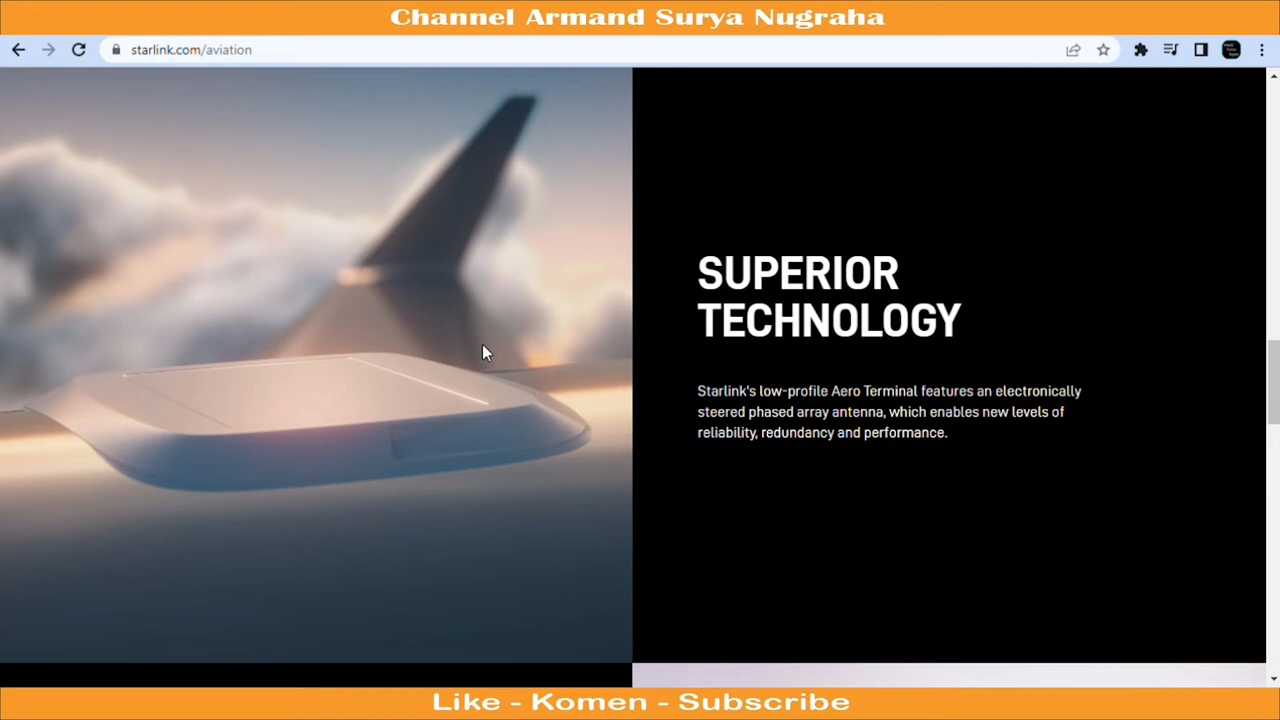 Channel Armand Surya Nugraha
starlink.com/aviation
SUPERIOR
TECHNOLOGY
Starlink's low-profile Aero Terminal features an electronically
steered phased array antenna, which enables new levels of
reliability, redundancy and performance.
Like - Komen - Subscribe